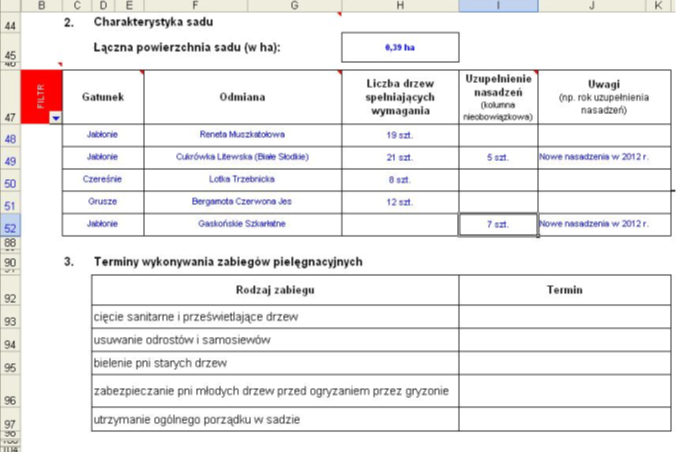 B C D E F G H I J K
44 2. Charakterystyka sadu
45 Łączna powierzchnia sadu (w ha): 0,39 ha
46
47 FILTR Gatunek Odmiana Liczba drzew spełniających wymagania Uzupełnienie nasadzeń (kolumna nieobowiązkowa) Uwagi (np. rok uzupełnienia nasadzeń)
48 Jabłonie Reneta Muszkatołowa 19 szt.
49 Jabłonie Cukrówka Litewska (Białe Słodkie) 21 szt. 5 szt. Nowe nasadzenia w 2012 r.
50 Czereśnie Lotka Trzebnicka 8 szt.
51 Grusze Bergamota Czerwona Jes 12 szt.
52 Jabłonie Gaskońskie Szkarłatne 7 szt. Nowe nasadzenia w 2012 r.
88
90 3. Terminy wykonywania zabiegów pielęgnacyjnych
92 Rodzaj zabiegu Termin
93 cięcie sanitarne i prześwietlające drzew
94 usuwanie odrostów i samosiewów
95 bielenie pni starych drzew
96 zabezpieczanie pni młodych drzew przed ogryzaniem przez gryzonie
97 utrzymanie ogólnego porządku w sadzie